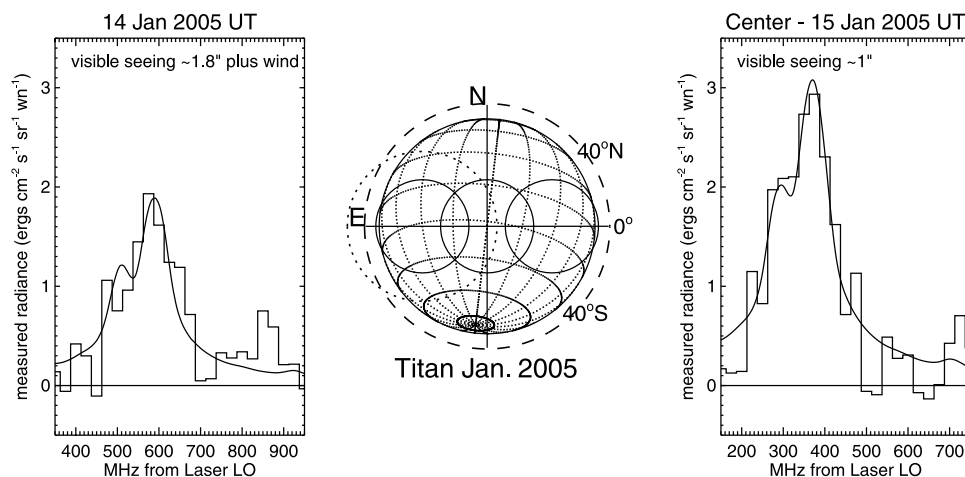 14 Jan 2005 UT
visible seeing ~1.8" plus wind
measured radiance (ergs cm⁻² s⁻¹ sr⁻¹ wn⁻¹)
3
2
1
0
400 500 600 700 800 900
MHz from Laser LO
N
40°N
E
0°
40°S
Titan Jan. 2005
Center - 15 Jan 2005 UT
visible seeing ~1"
measured radiance (ergs cm⁻² s⁻¹ sr⁻¹ wn⁻¹)
3
2
1
0
200 300 400 500 600 700
MHz from Laser LO